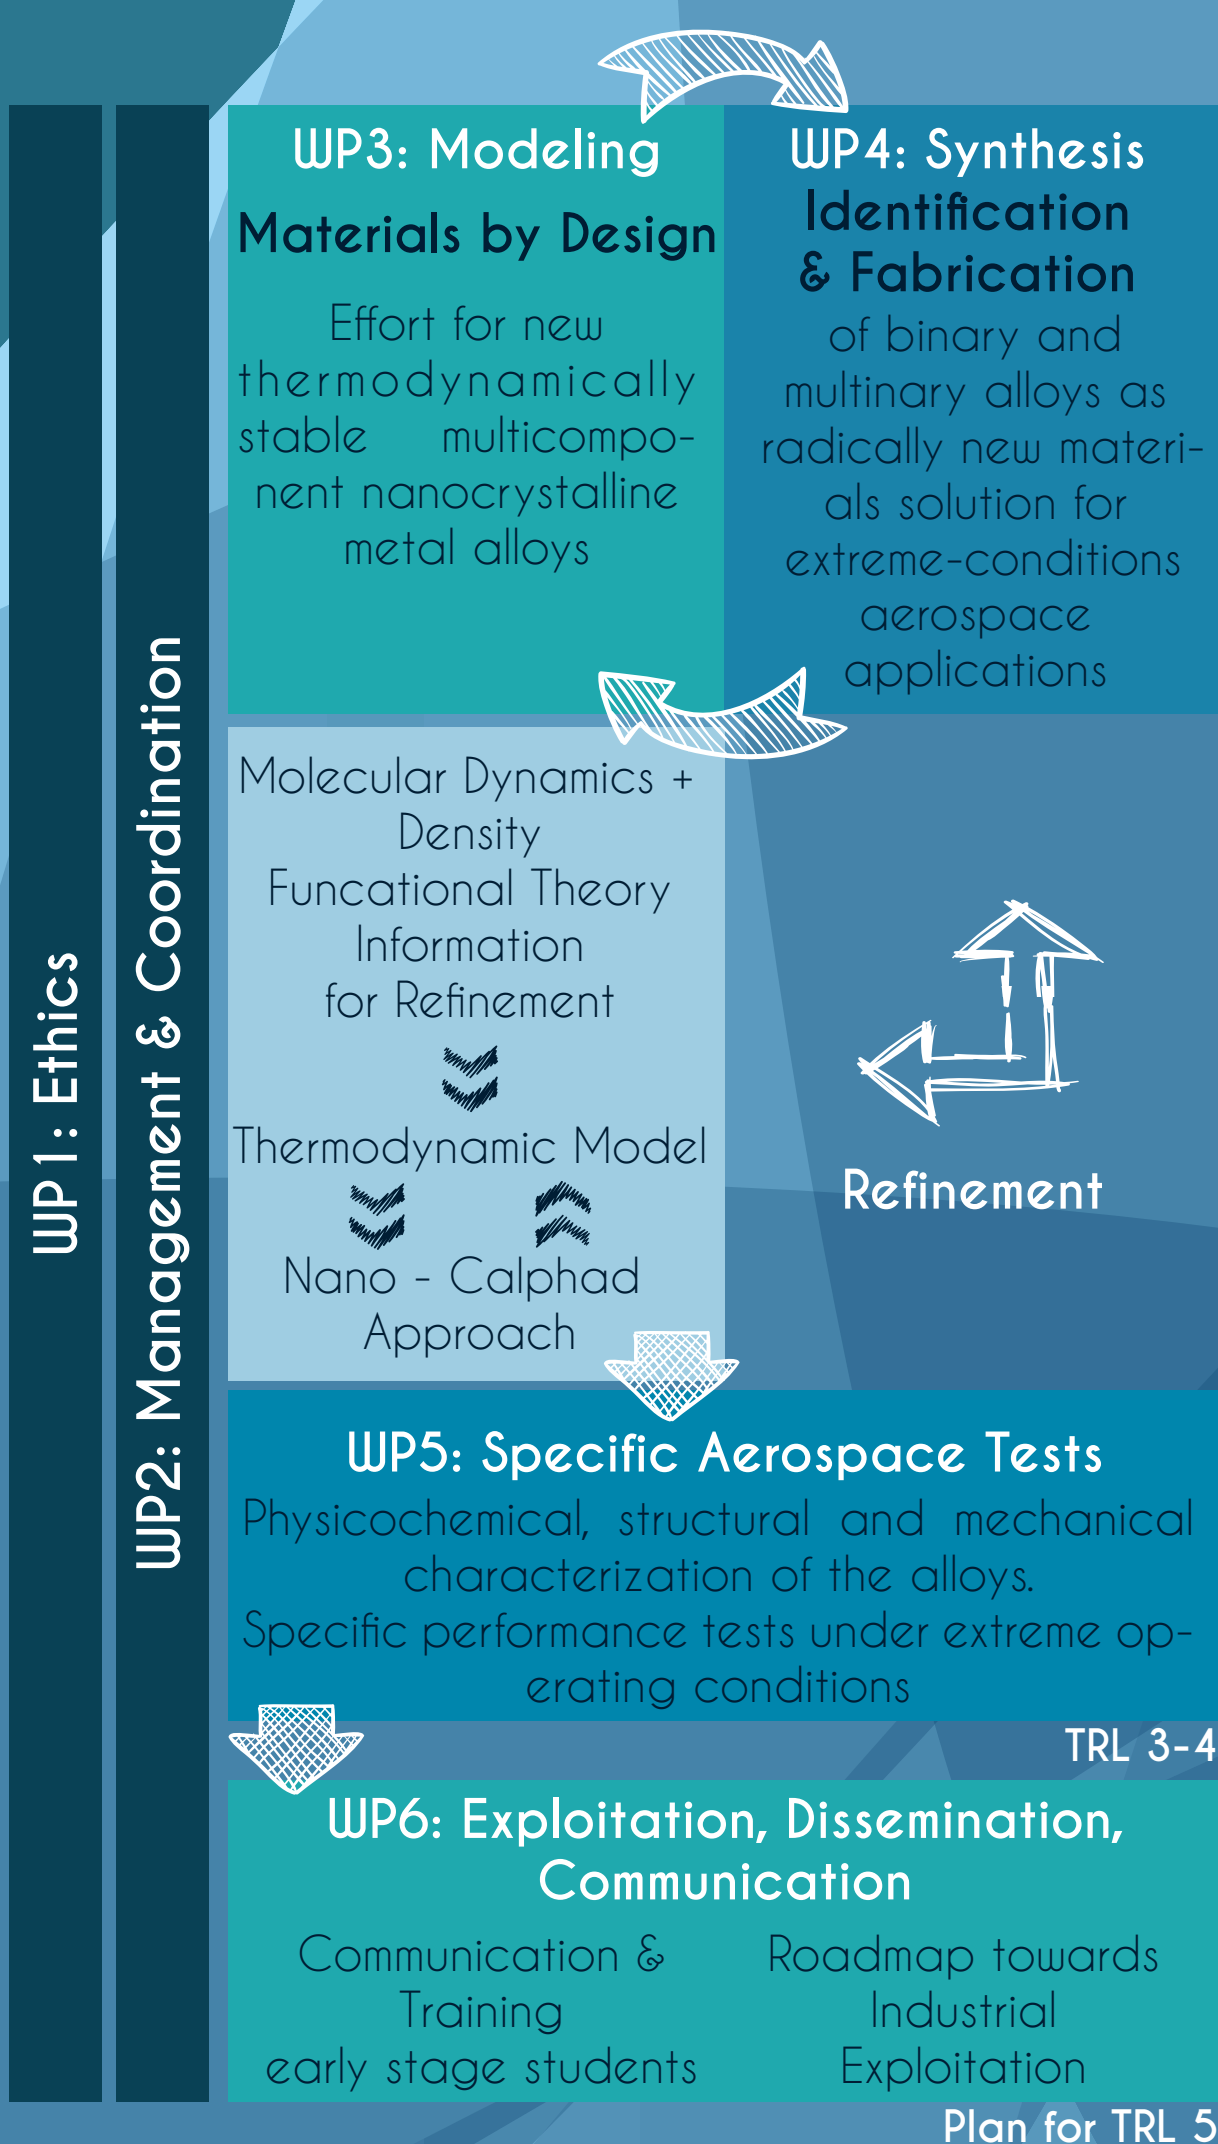 WP 1: Ethics
WP2: Management & Coordination
WP3: Modeling
Materials by Design
Effort for new
thermodynamically
stable multicompo-
nent nanocrystalline
metal alloys
WP4: Synthesis
Identification
& Fabrication
of binary and
multinary alloys as
radically new materi-
als solution for
extreme-conditions
aerospace
applications
Molecular Dynamics +
Density
Funcational Theory
Information
for Refinement
Thermodynamic Model
Nano - Calphad
Approach
Refinement
WP5: Specific Aerospace Tests
Physicochemical, structural and mechanical
characterization of the alloys.
Specific performance tests under extreme op-
erating conditions
TRL 3-4
WP6: Exploitation, Dissemination,
Communication
Communication &
Training
early stage students
Roadmap towards
Industrial
Exploitation
Plan for TRL 5